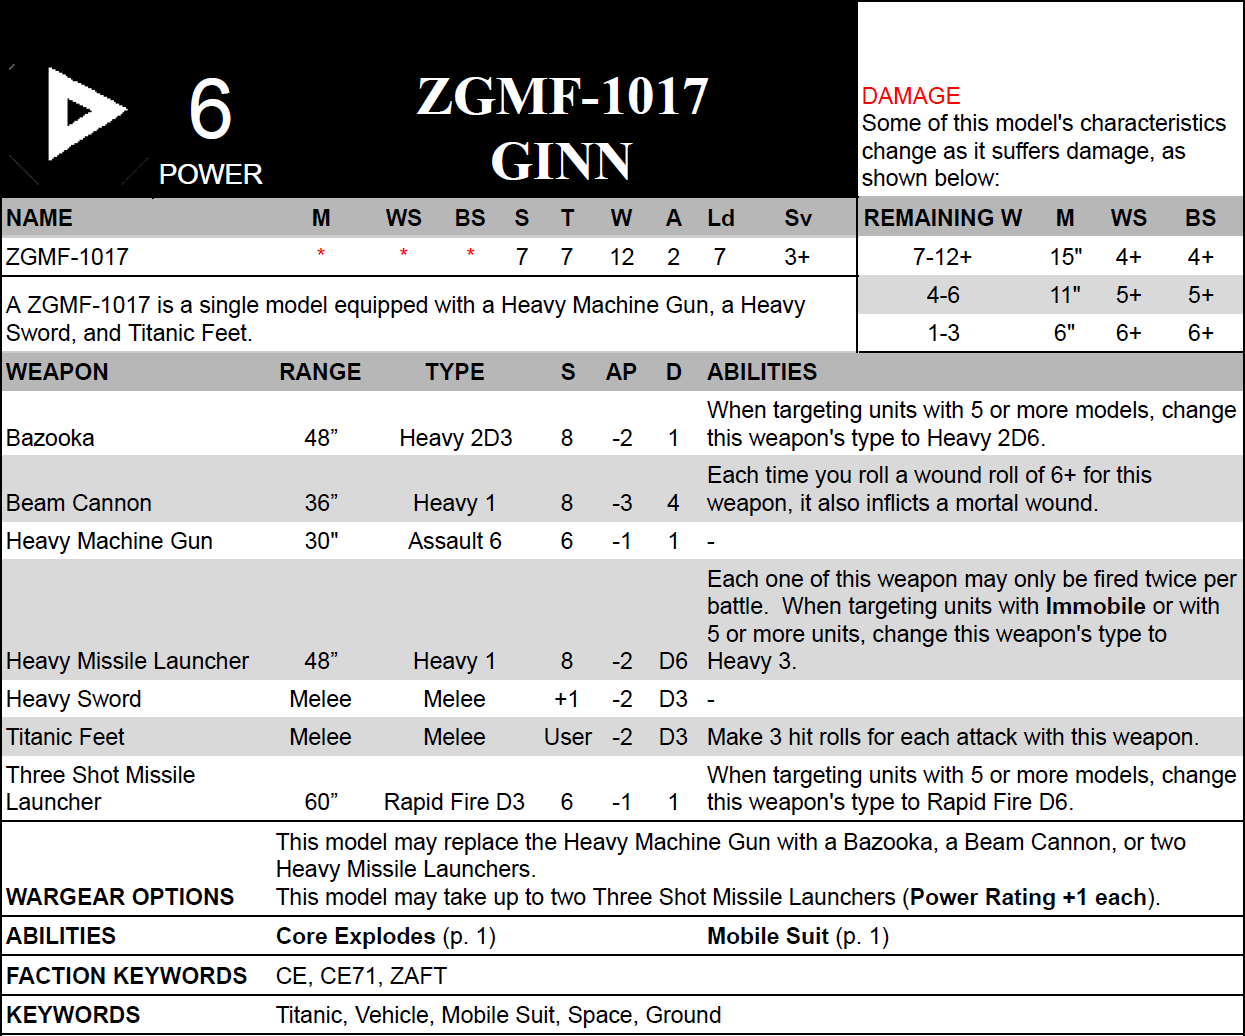 6
POWER
ZGMF-1017
GINN
DAMAGE
Some of this model's characteristics
change as it suffers damage, as
shown below:
NAME M WS BS S T W A Ld Sv
ZGMF-1017 * * * 7 7 12 2 7 3+
A ZGMF-1017 is a single model equipped with a Heavy Machine Gun, a Heavy
Sword, and Titanic Feet.
REMAINING W M WS BS
7-12+ 15" 4+ 4+
4-6 11" 5+ 5+
1-3 6" 6+ 6+
WEAPON RANGE TYPE S AP D ABILITIES
When targeting units with 5 or more models, change
Bazooka 48” Heavy 2D3 8 -2 1 this weapon's type to Heavy 2D6.
Each time you roll a wound roll of 6+ for this
Beam Cannon 36” Heavy 1 8 -3 4 weapon, it also inflicts a mortal wound.
Heavy Machine Gun 30" Assault 6 6 -1 1 -
Each one of this weapon may only be fired twice per
battle.  When targeting units with Immobile or with
5 or more units, change this weapon's type to
Heavy Missile Launcher 48” Heavy 1 8 -2 D6 Heavy 3.
Heavy Sword Melee Melee +1 -2 D3 -
Titanic Feet Melee Melee User -2 D3 Make 3 hit rolls for each attack with this weapon.
Three Shot Missile When targeting units with 5 or more models, change
Launcher 60” Rapid Fire D3 6 -1 1 this weapon's type to Rapid Fire D6.
This model may replace the Heavy Machine Gun with a Bazooka, a Beam Cannon, or two
Heavy Missile Launchers.
WARGEAR OPTIONS This model may take up to two Three Shot Missile Launchers (Power Rating +1 each).
ABILITIES Core Explodes (p. 1) Mobile Suit (p. 1)
FACTION KEYWORDS CE, CE71, ZAFT
KEYWORDS Titanic, Vehicle, Mobile Suit, Space, Ground